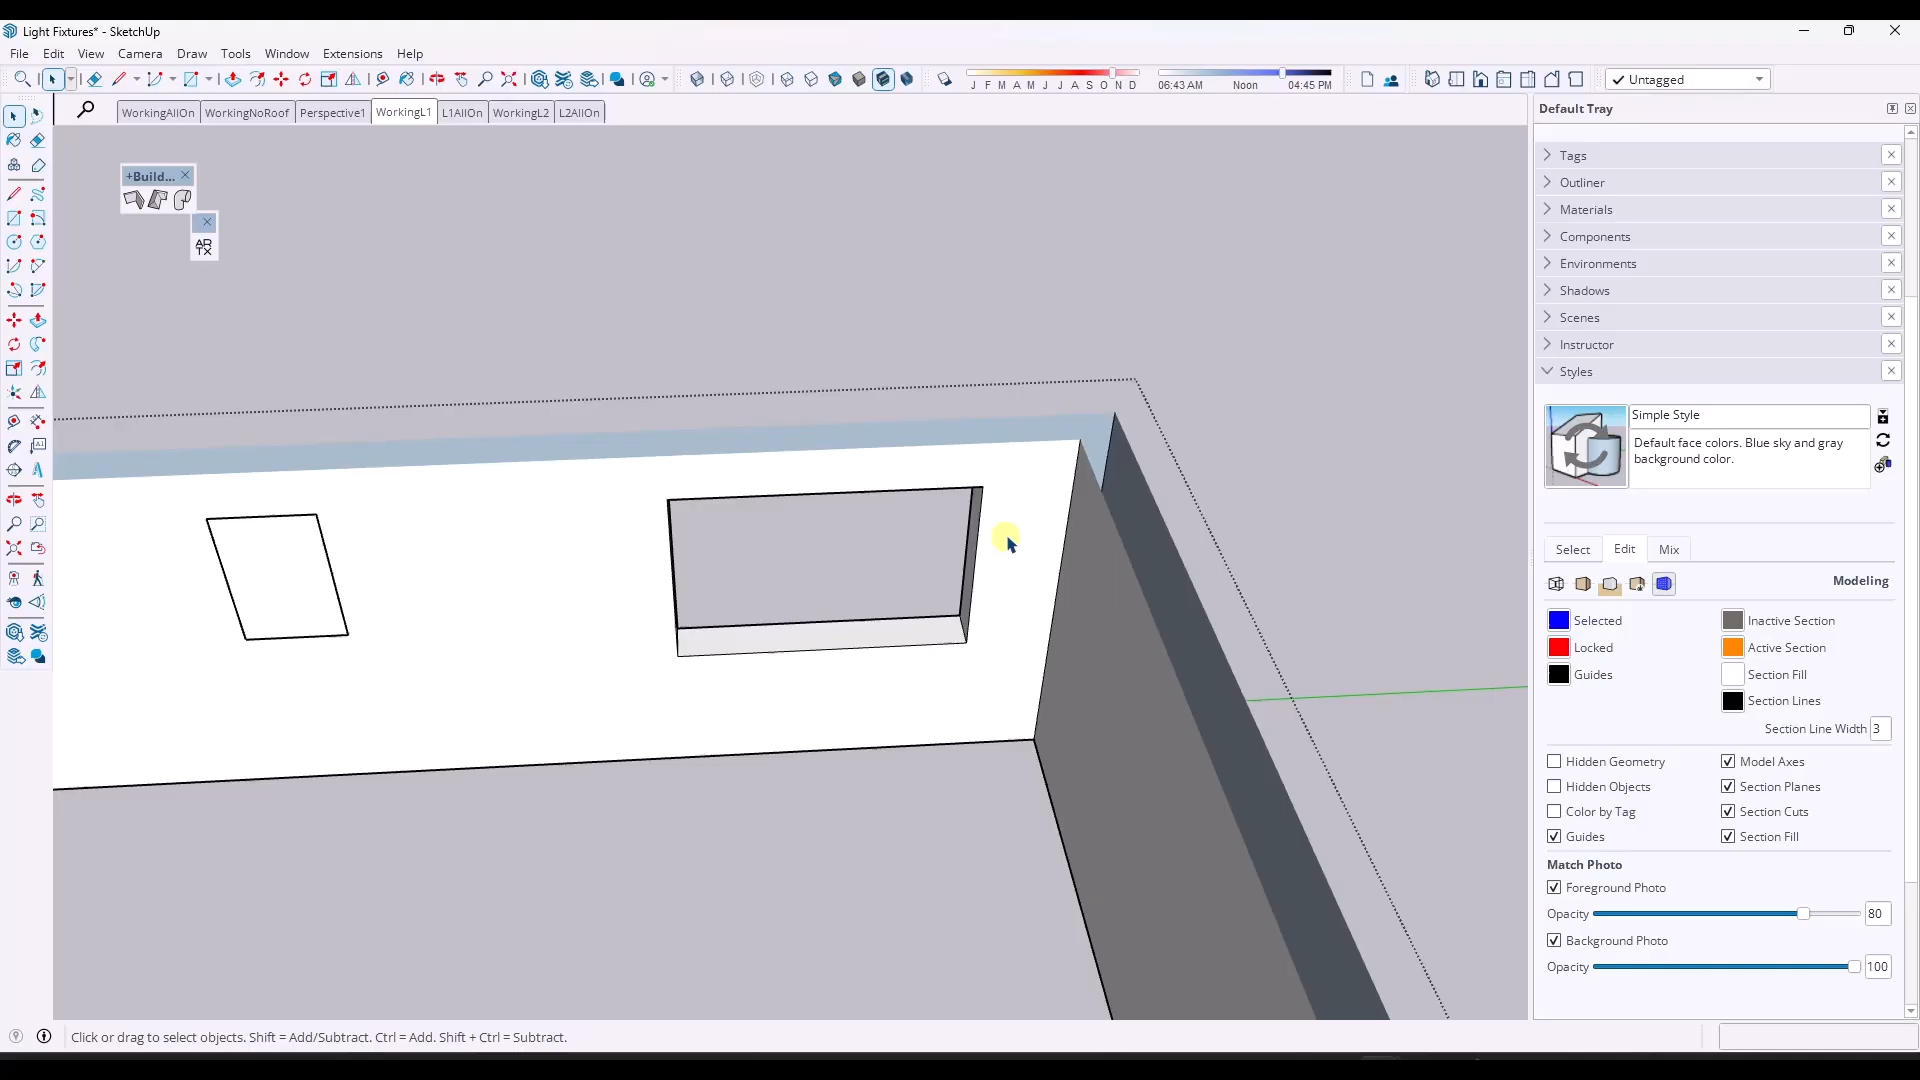 Light Fixtures* - SketchUp
File Edit View Camera Draw Tools Window Extensions Help
J F M A M J J A S O N D
06:43 AM Noon 04:45 PM
Untagged
WorkingAllOn WorkingNoRoof Perspective1 WorkingL1 L1AllOn WorkingL2 L2AllOn
+Build...
AR
TX
Default Tray
Tags
Outliner
Materials
Components
Environments
Shadows
Scenes
Instructor
Styles
Simple Style
Default face colors. Blue sky and gray
background color.
Select Edit Mix
Modeling
Selected Inactive Section
Locked Active Section
Guides Section Fill
Section Lines
Section Line Width 3
Hidden Geometry Model Axes
Hidden Objects Section Planes
Color by Tag Section Cuts
Guides Section Fill
Match Photo
Foreground Photo
Opacity 80
Background Photo
Opacity 100
Click or drag to select objects. Shift = Add/Subtract. Ctrl = Add. Shift + Ctrl = Subtract.